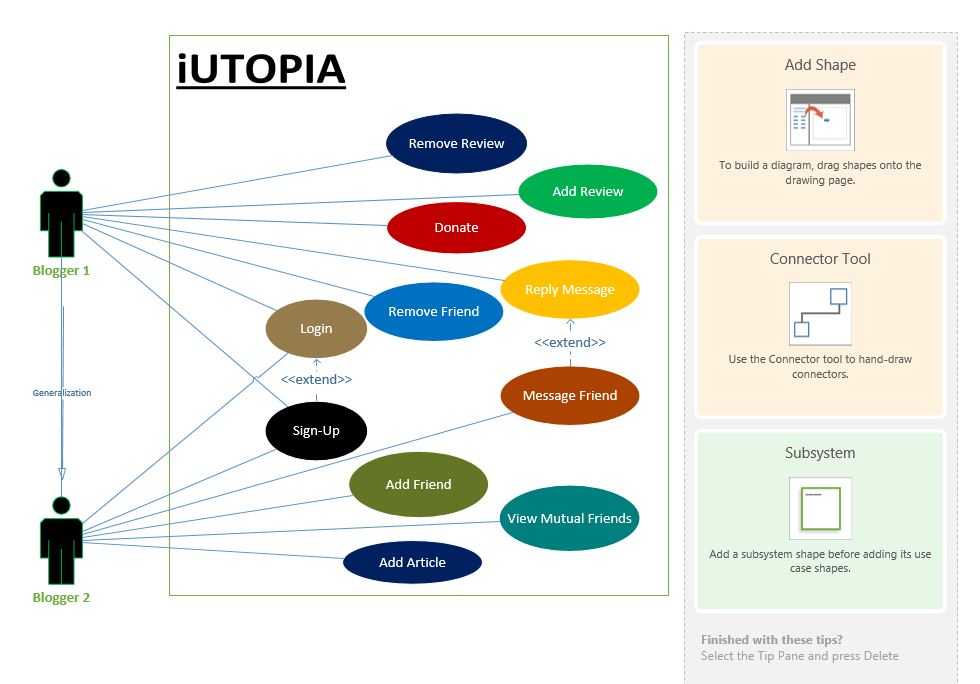 iUTOPIA
Remove Review
Add Review
Donate
Blogger 1
Reply Message
Remove Friend
Login
<<extend>>
<<extend>>
Generalization
Message Friend
Sign-Up
Add Friend
View Mutual Friends
Add Article
Blogger 2
Add Shape
To build a diagram, drag shapes onto the
drawing page.
Connector Tool
Use the Connector tool to hand-draw
connectors.
Subsystem
Add a subsystem shape before adding its use
case shapes.
Finished with these tips?
Select the Tip Pane and press Delete